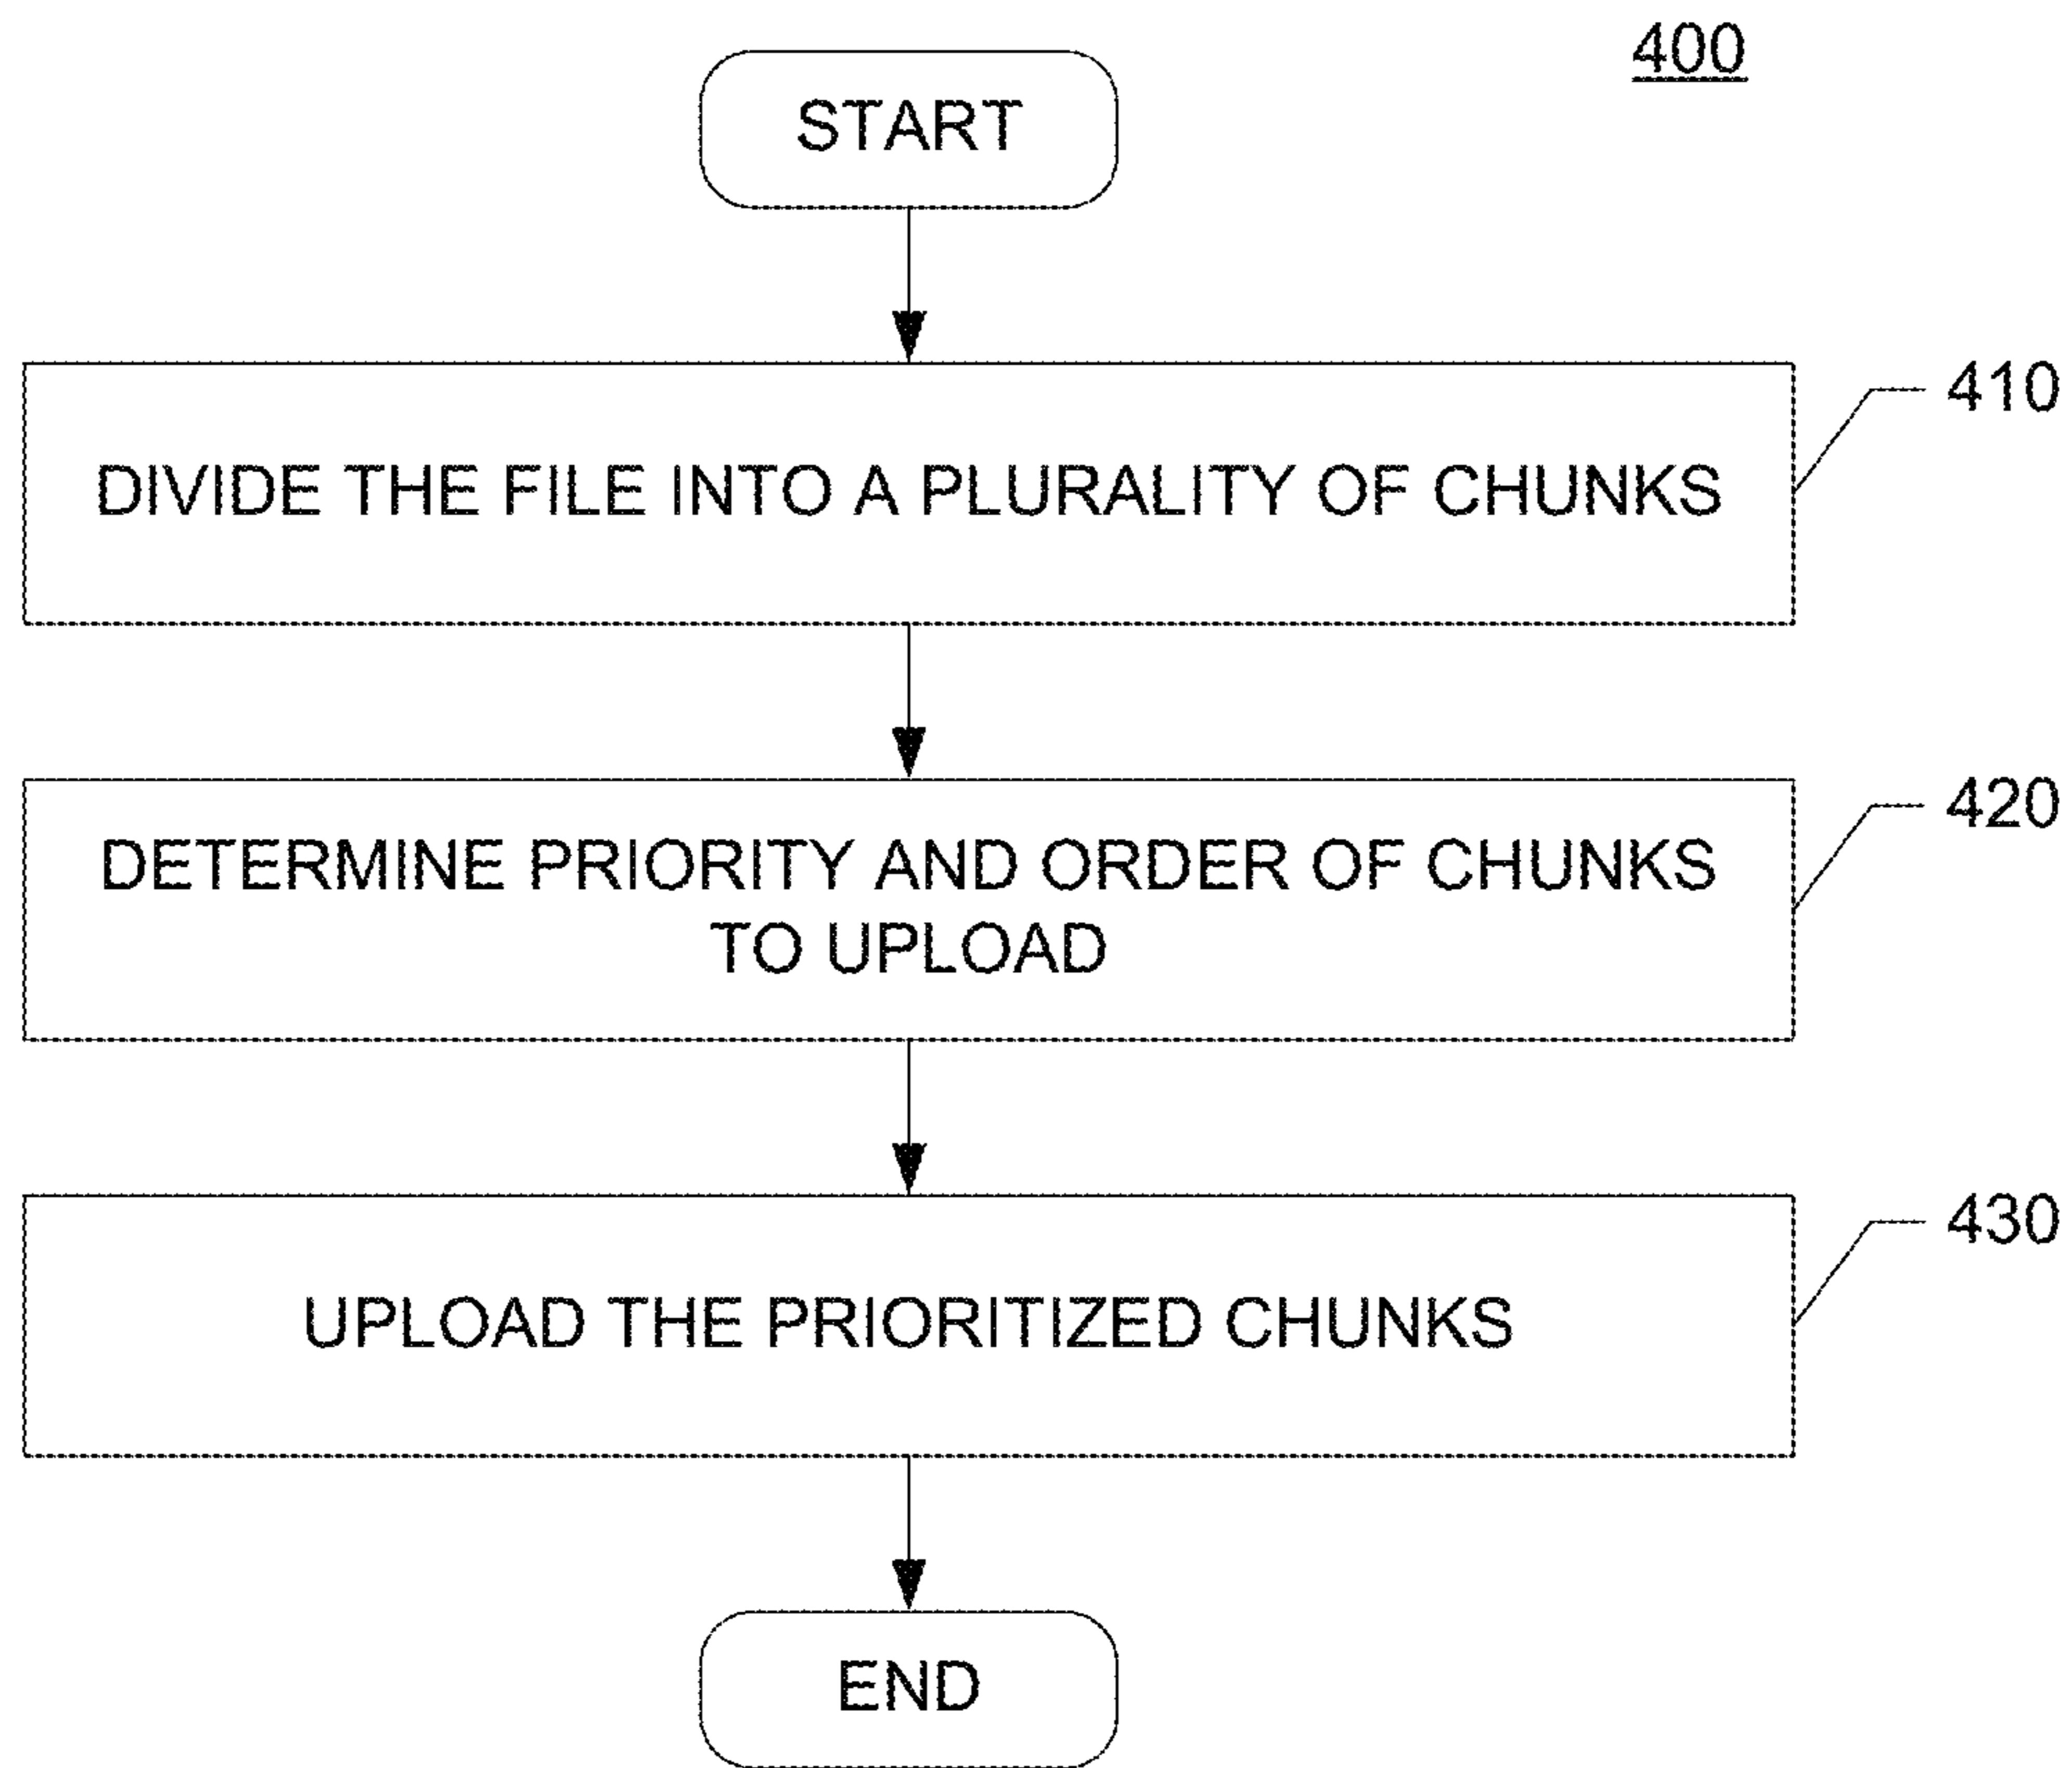 400
START
410
DIVIDE THE FILE INTO A PLURALITY OF CHUNKS
420
DETERMINE PRIORITY AND ORDER OF CHUNKS
TO UPLOAD
430
UPLOAD THE PRIORITIZED CHUNKS
END